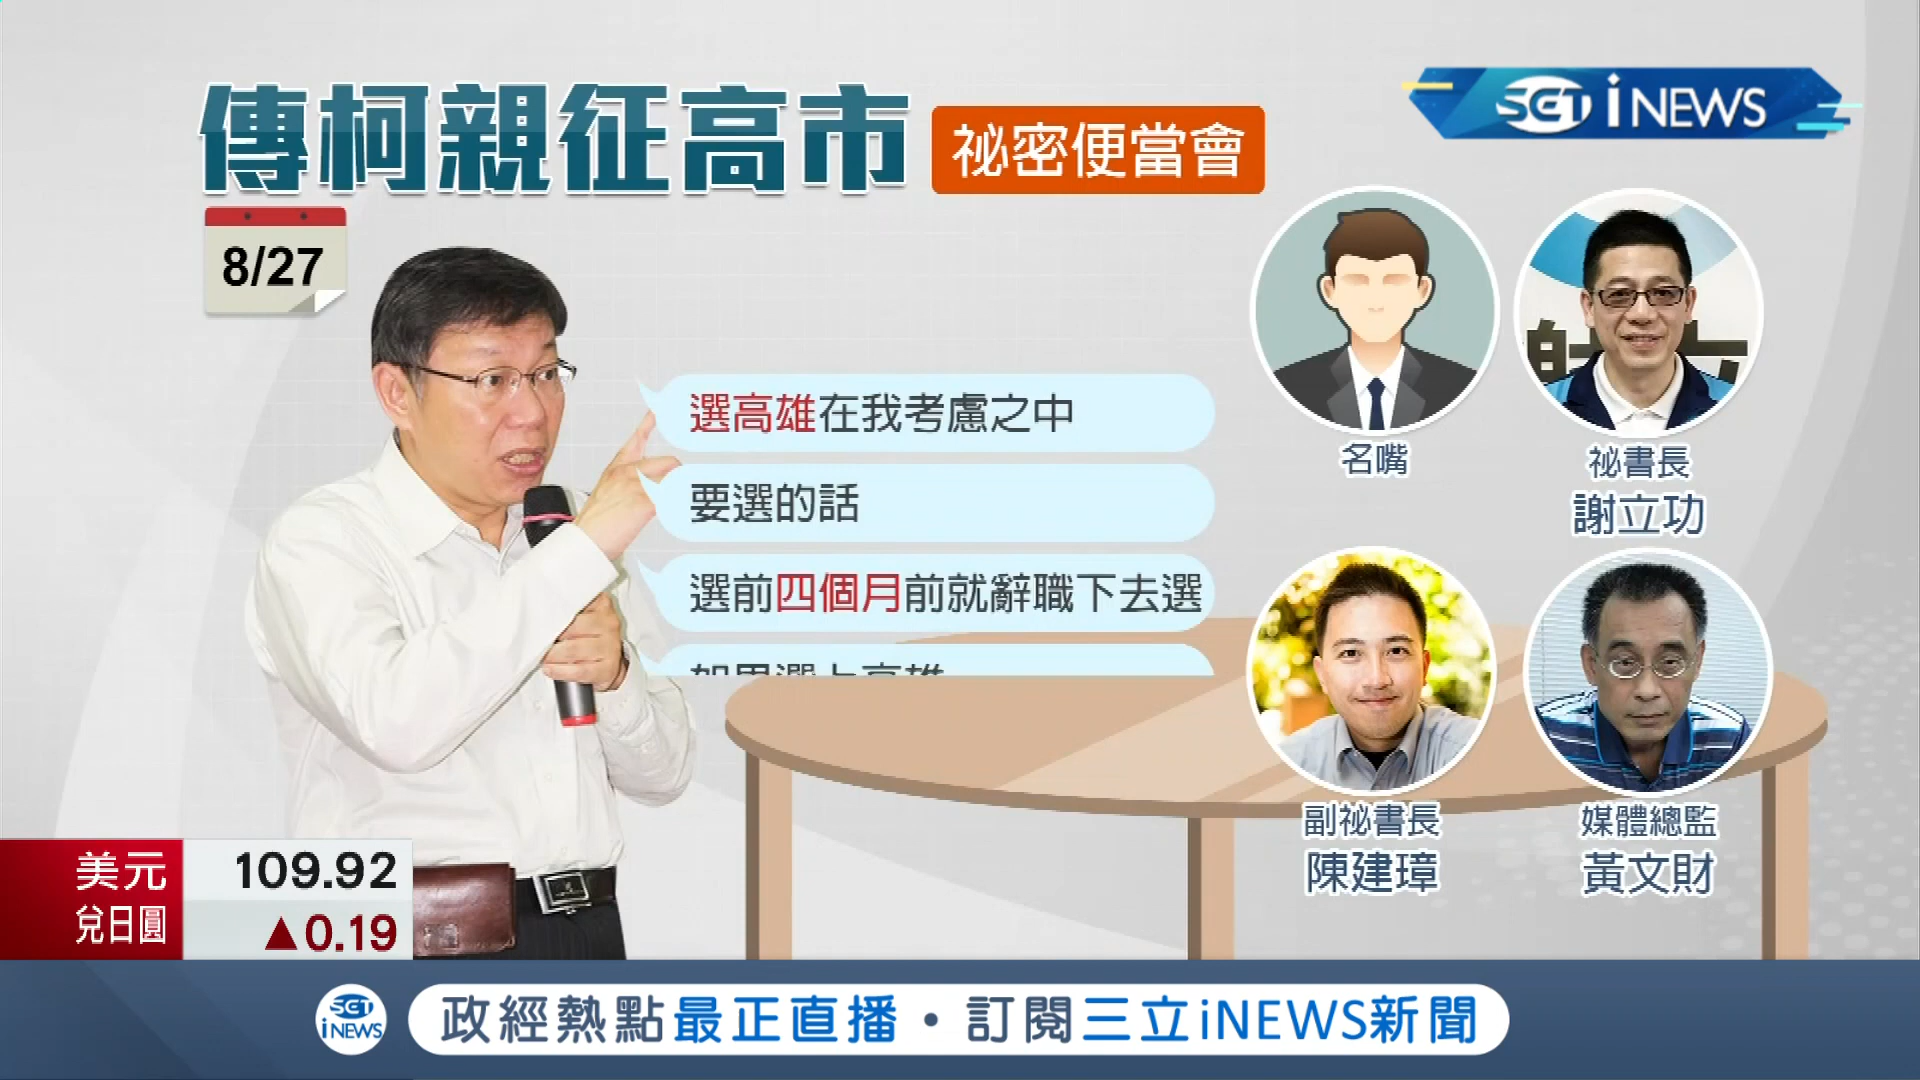 傳柯親征高市
祕密便當會
SET iNEWS
8/27
選高雄在我考慮之中
要選的話
選前四個月前就辭職下去選
名嘴
祕書長
謝立功
副祕書長
陳建璋
媒體總監
黃文財
美元
兌日圓
109.92
▲0.19
SET
iNEWS
政經熱點最正直播・訂閱三立iNEWS新聞